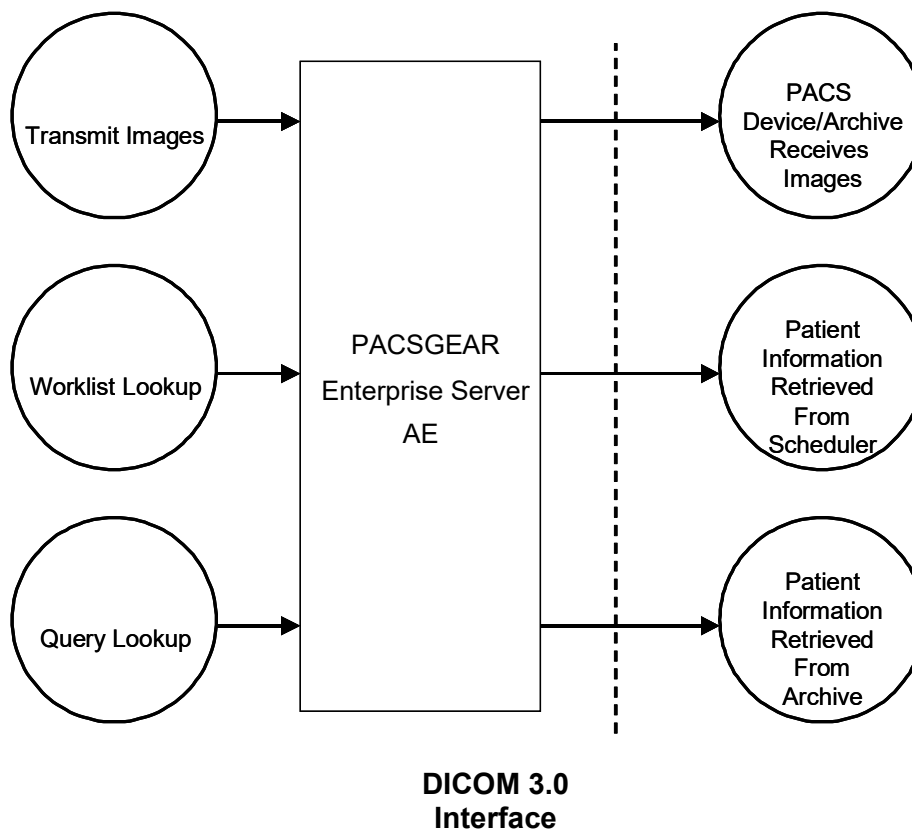 Transmit Images
PACS
Device/Archive
Receives
Images
Worklist Lookup
PACSGEAR
Enterprise Server
AE
Patient
Information
Retrieved
From
Scheduler
Query Lookup
Patient
Information
Retrieved
From
Archive
DICOM 3.0
Interface